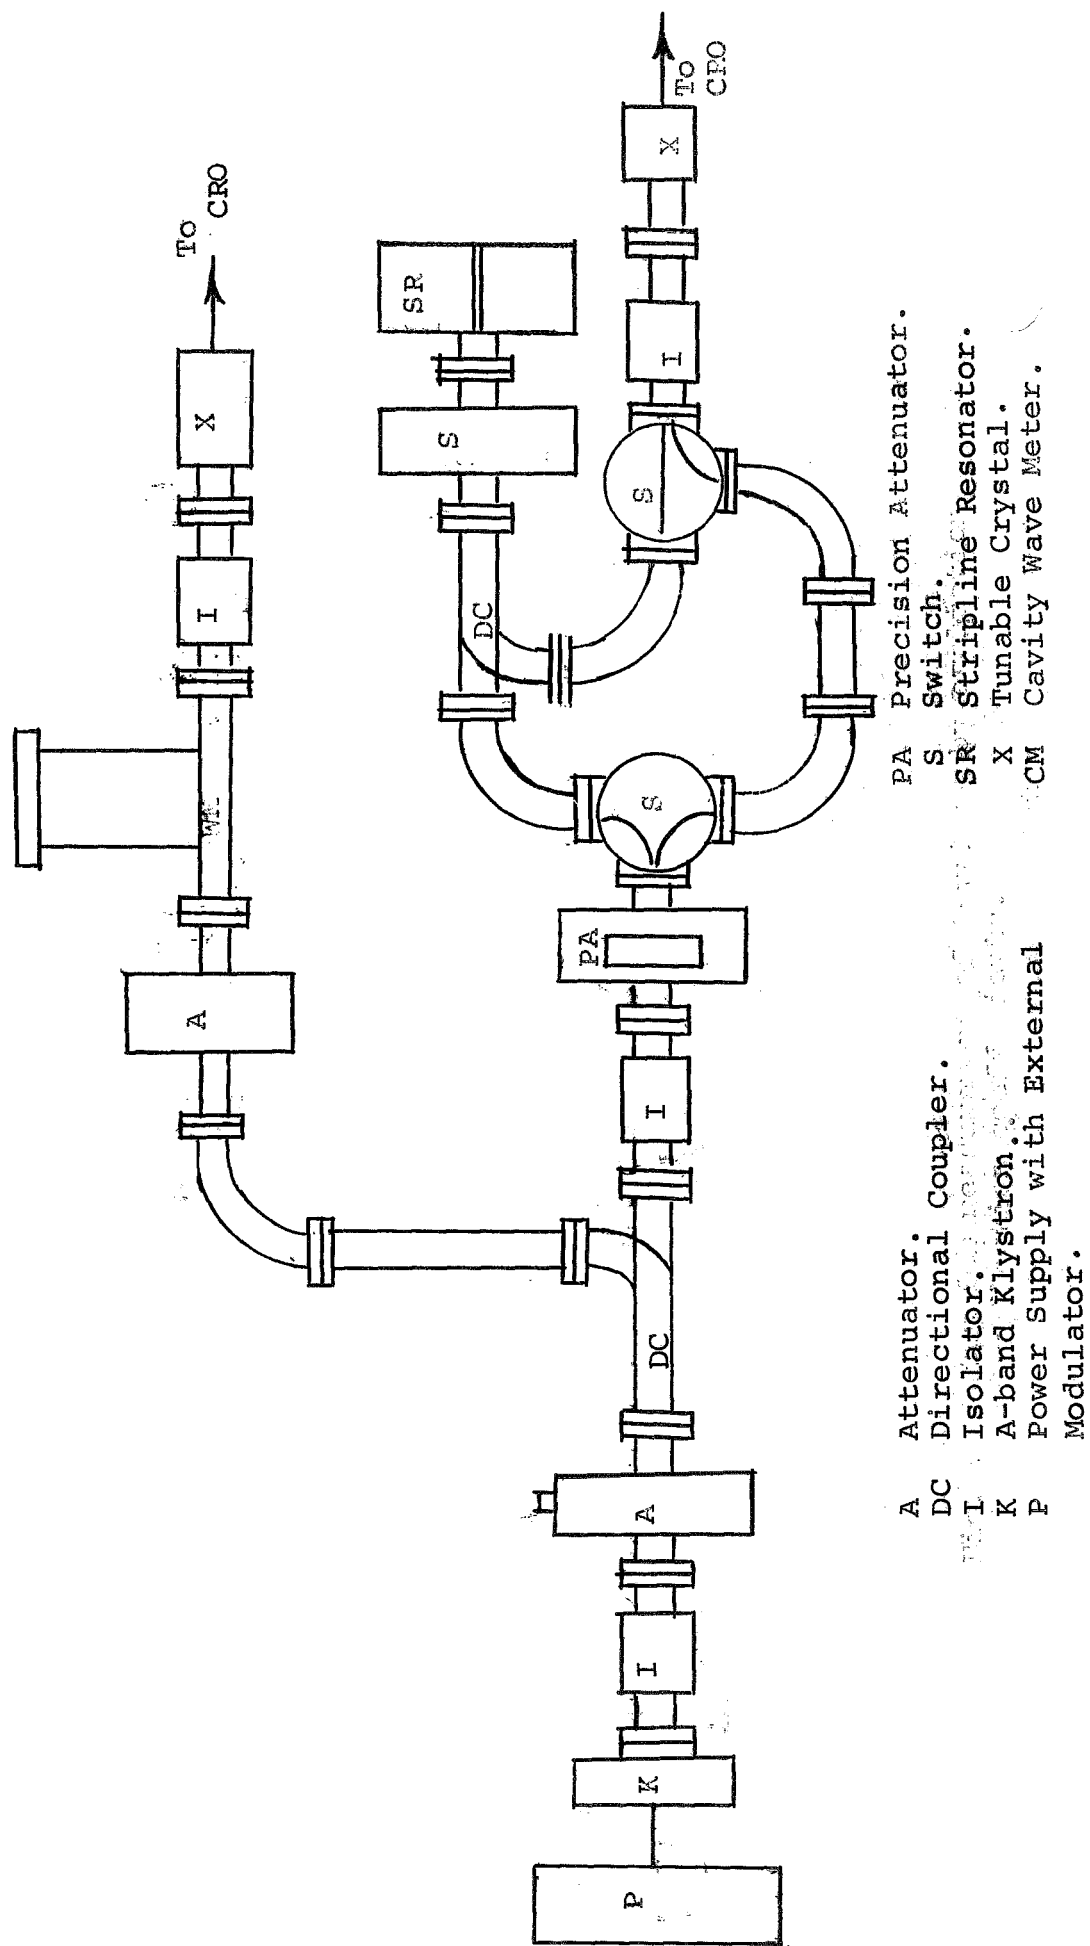 To
CRO
X
I
A
SR
S
DC
To
CRO
X
I
S
S
PA
I
DC
A
I
K
P
A Attenuator.
DC Directional Coupler.
I Isolator.
K A-band Klystron.
P Power Supply with External
Modulator.
PA Precision Attenuator.
S Switch.
SR Stripline Resonator.
X Tunable Crystal.
CM Cavity Wave Meter.